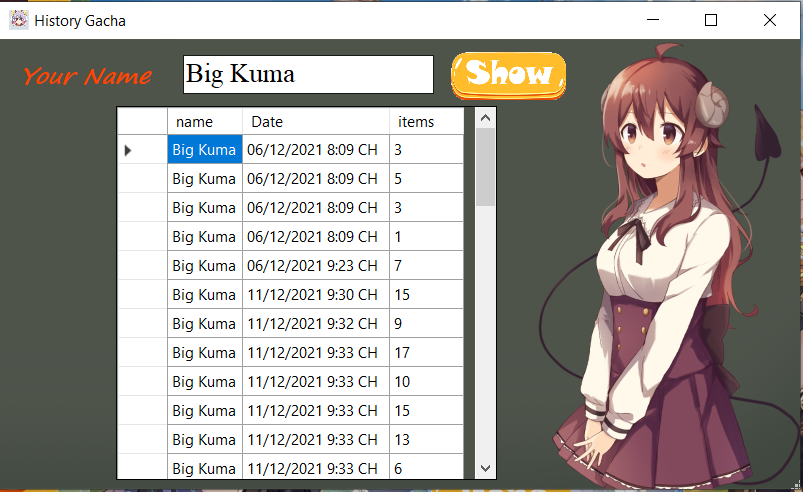 History Gacha
Your Name Big Kuma Show
name Date items
Big Kuma 06/12/2021 8:09 CH 3
Big Kuma 06/12/2021 8:09 CH 5
Big Kuma 06/12/2021 8:09 CH 3
Big Kuma 06/12/2021 8:09 CH 1
Big Kuma 06/12/2021 9:23 CH 7
Big Kuma 11/12/2021 9:30 CH 15
Big Kuma 11/12/2021 9:32 CH 9
Big Kuma 11/12/2021 9:33 CH 17
Big Kuma 11/12/2021 9:33 CH 10
Big Kuma 11/12/2021 9:33 CH 15
Big Kuma 11/12/2021 9:33 CH 13
Big Kuma 11/12/2021 9:33 CH 6